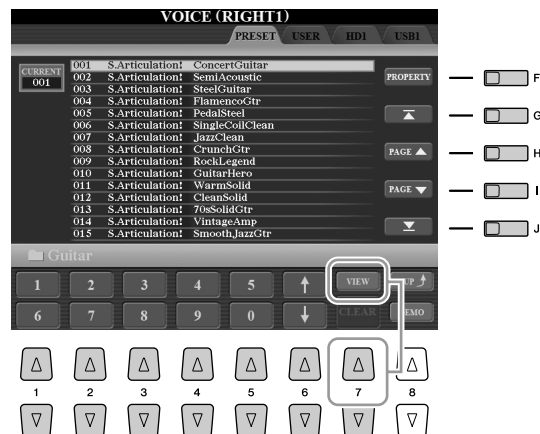 VOICE (RIGHT1)
PRESET USER HD1 USB1
CURRENT
001
001 S.Articulation! ConcertGuitar
002 S.Articulation! SemiAcoustic
003 S.Articulation! SteelGuitar
004 S.Articulation! FlamencoGtr
005 S.Articulation! PedalSteel
006 S.Articulation! SingleCoilClean
007 S.Articulation! JazzClean
008 S.Articulation! CrunchGtr
009 S.Articulation! RockLegend
010 S.Articulation! GuitarHero
011 S.Articulation! WarmSolid
012 S.Articulation! CleanSolid
013 S.Articulation! 70sSolidGtr
014 S.Articulation! VintageAmp
015 S.Articulation! SmoothJazzGtr
PROPERTY
PAGE
PAGE
F
G
H
I
J
Guitar
1 2 3 4 5 VIEW UP
6 7 8 9 0 CLEAR DEMO
1 2 3 4 5 6 7 8